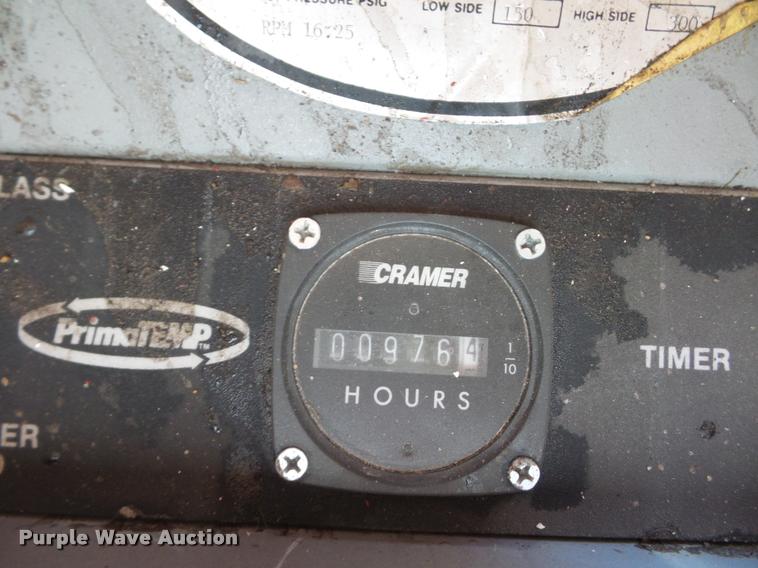 PRESSURE PSIG LOW SIDE 150 HIGH SIDE 300
RPM 16-25
LASS
CRAMER
PrimaTEMP TM
009764 1/10
HOURS
TIMER
ER
Purple Wave Auction